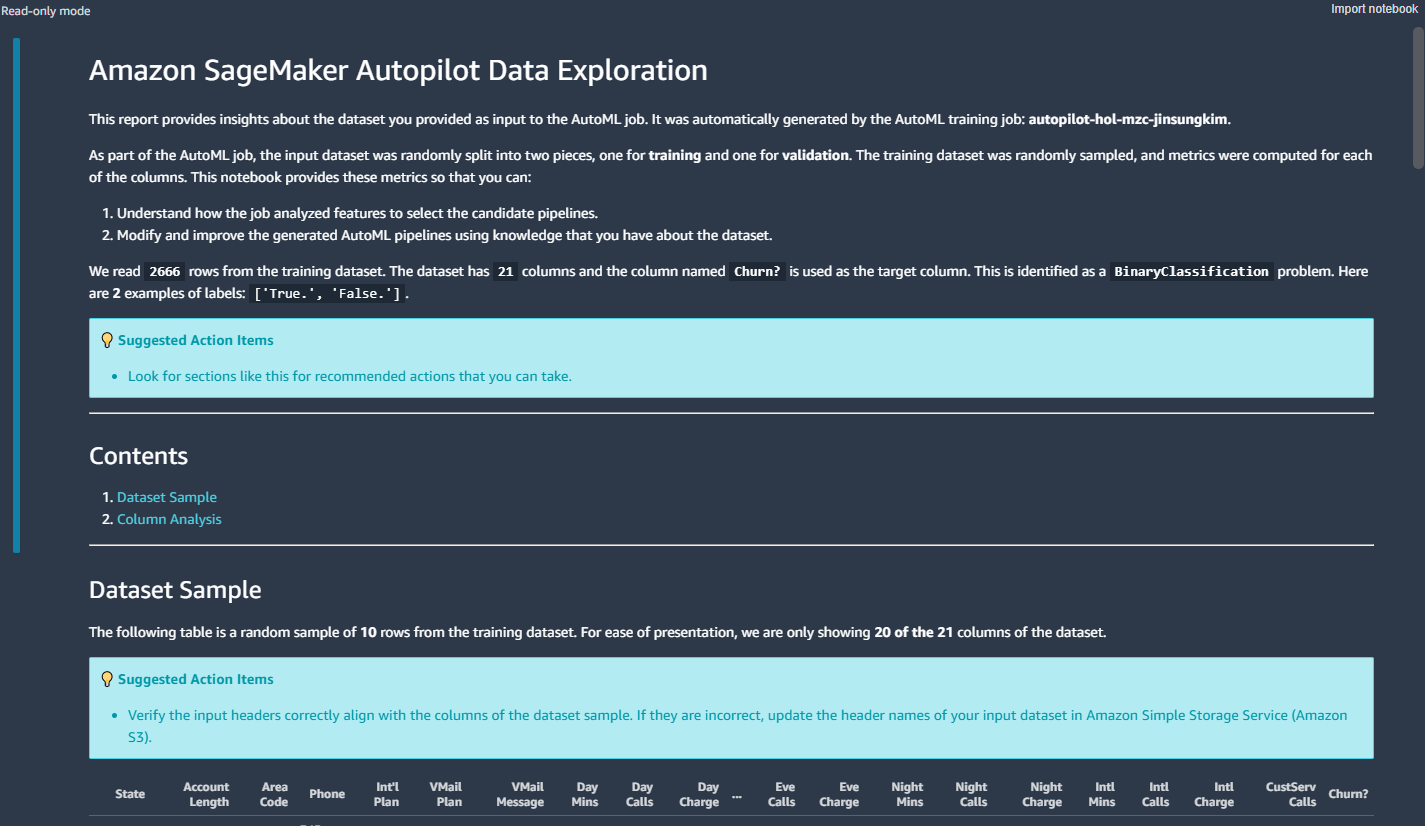 Read-only mode
Import notebook
Amazon SageMaker Autopilot Data Exploration
This report provides insights about the dataset you provided as input to the AutoML job. It was automatically generated by the AutoML training job: autopilot-hol-mzc-jinsungkim.
As part of the AutoML job, the input dataset was randomly split into two pieces, one for training and one for validation. The training dataset was randomly sampled, and metrics were computed for each
of the columns. This notebook provides these metrics so that you can:
1. Understand how the job analyzed features to select the candidate pipelines.
2. Modify and improve the generated AutoML pipelines using knowledge that you have about the dataset.
We read 2666 rows from the training dataset. The dataset has 21 columns and the column named Churn? is used as the target column. This is identified as a BinaryClassification problem. Here
are 2 examples of labels: ['True.', 'False.'].
Suggested Action Items
• Look for sections like this for recommended actions that you can take.
Contents
1. Dataset Sample
2. Column Analysis
Dataset Sample
The following table is a random sample of 10 rows from the training dataset. For ease of presentation, we are only showing 20 of the 21 columns of the dataset.
Suggested Action Items
• Verify the input headers correctly align with the columns of the dataset sample. If they are incorrect, update the header names of your input dataset in Amazon Simple Storage Service (Amazon
S3).
State Account Length Area Code Phone Int'l Plan VMail Plan VMail Message Day Mins Day Calls Day Charge ... Eve Calls Eve Charge Night Mins Night Calls Night Charge Intl Mins Intl Calls Intl Charge CustServ Calls Churn?